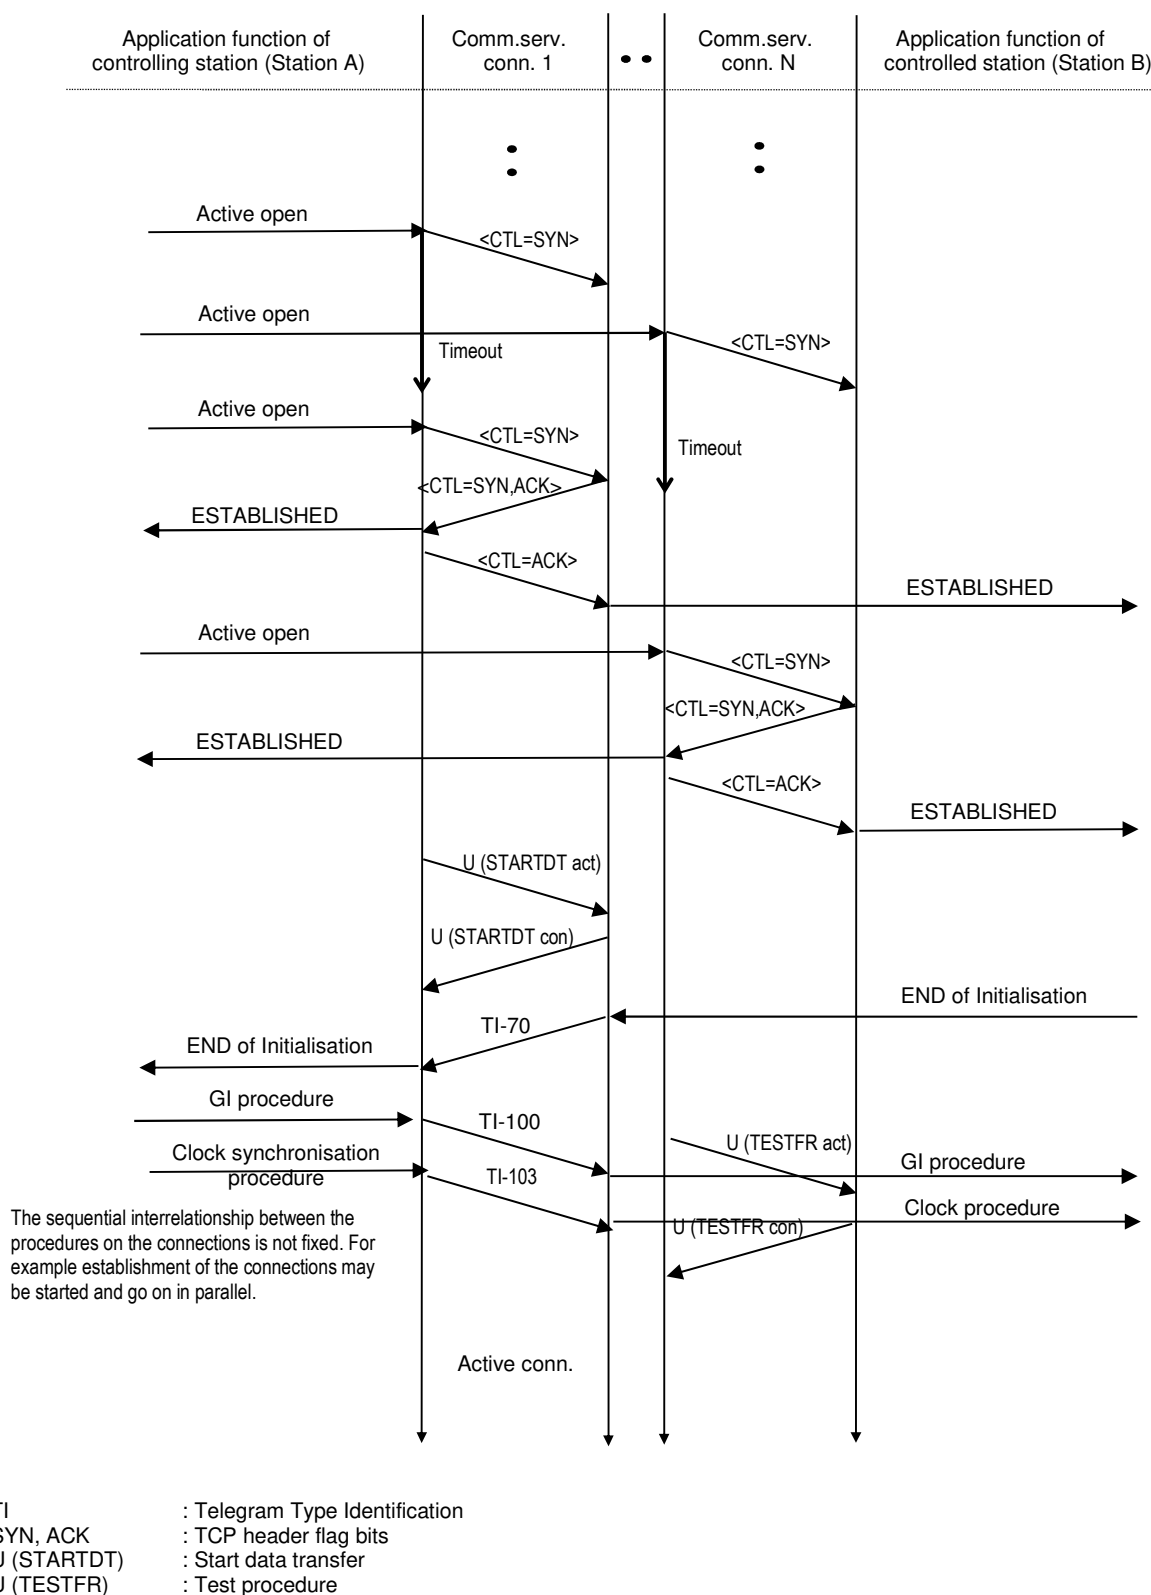 Application function of
controlling station (Station A)
Comm.serv.
conn. 1
Comm.serv.
conn. N
Application function of
controlled station (Station B)
Active open
<CTL=SYN>
Active open
<CTL=SYN>
Timeout
Active open
<CTL=SYN>
Timeout
<CTL=SYN,ACK>
ESTABLISHED
<CTL=ACK>
ESTABLISHED
Active open
<CTL=SYN>
<CTL=SYN,ACK>
ESTABLISHED
<CTL=ACK>
ESTABLISHED
U (STARTDT act)
U (STARTDT con)
END of Initialisation
TI-70
END of Initialisation
GI procedure
TI-100
U (TESTFR act)
Clock synchronisation
procedure
TI-103
GI procedure
Clock procedure
U (TESTFR con)
The sequential interrelationship between the
procedures on the connections is not fixed. For
example establishment of the connections may
be started and go on in parallel.
Active conn.
TI : Telegram Type Identification
SYN, ACK : TCP header flag bits
U (STARTDT) : Start data transfer
U (TESTFR) : Test procedure